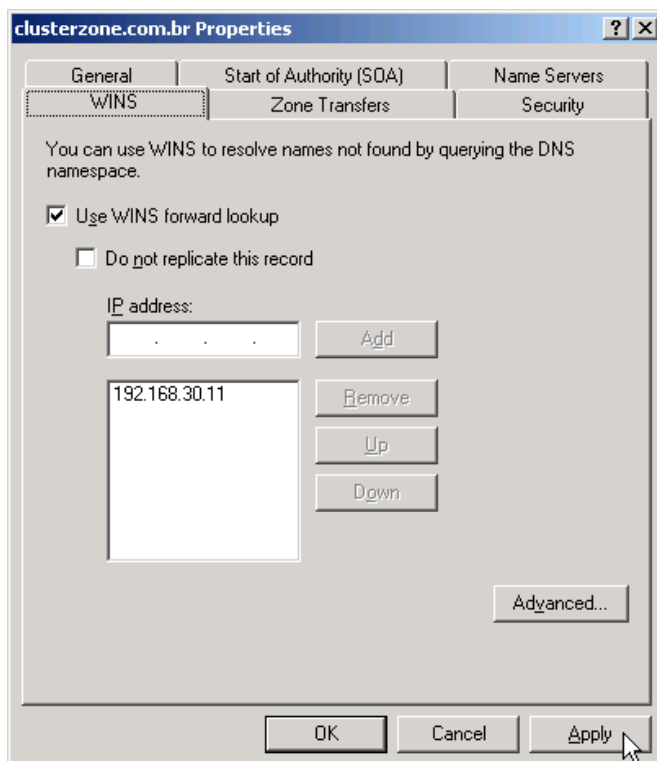 clusterzone.com.br Properties
General
Start of Authority (SOA)
Name Servers
WINS
Zone Transfers
Security
You can use WINS to resolve names not found by querying the DNS
namespace.
Use WINS forward lookup
Do not replicate this record
IP address:
. . .
Add
192.168.30.11
Remove
Up
Down
Advanced...
OK
Cancel
Apply